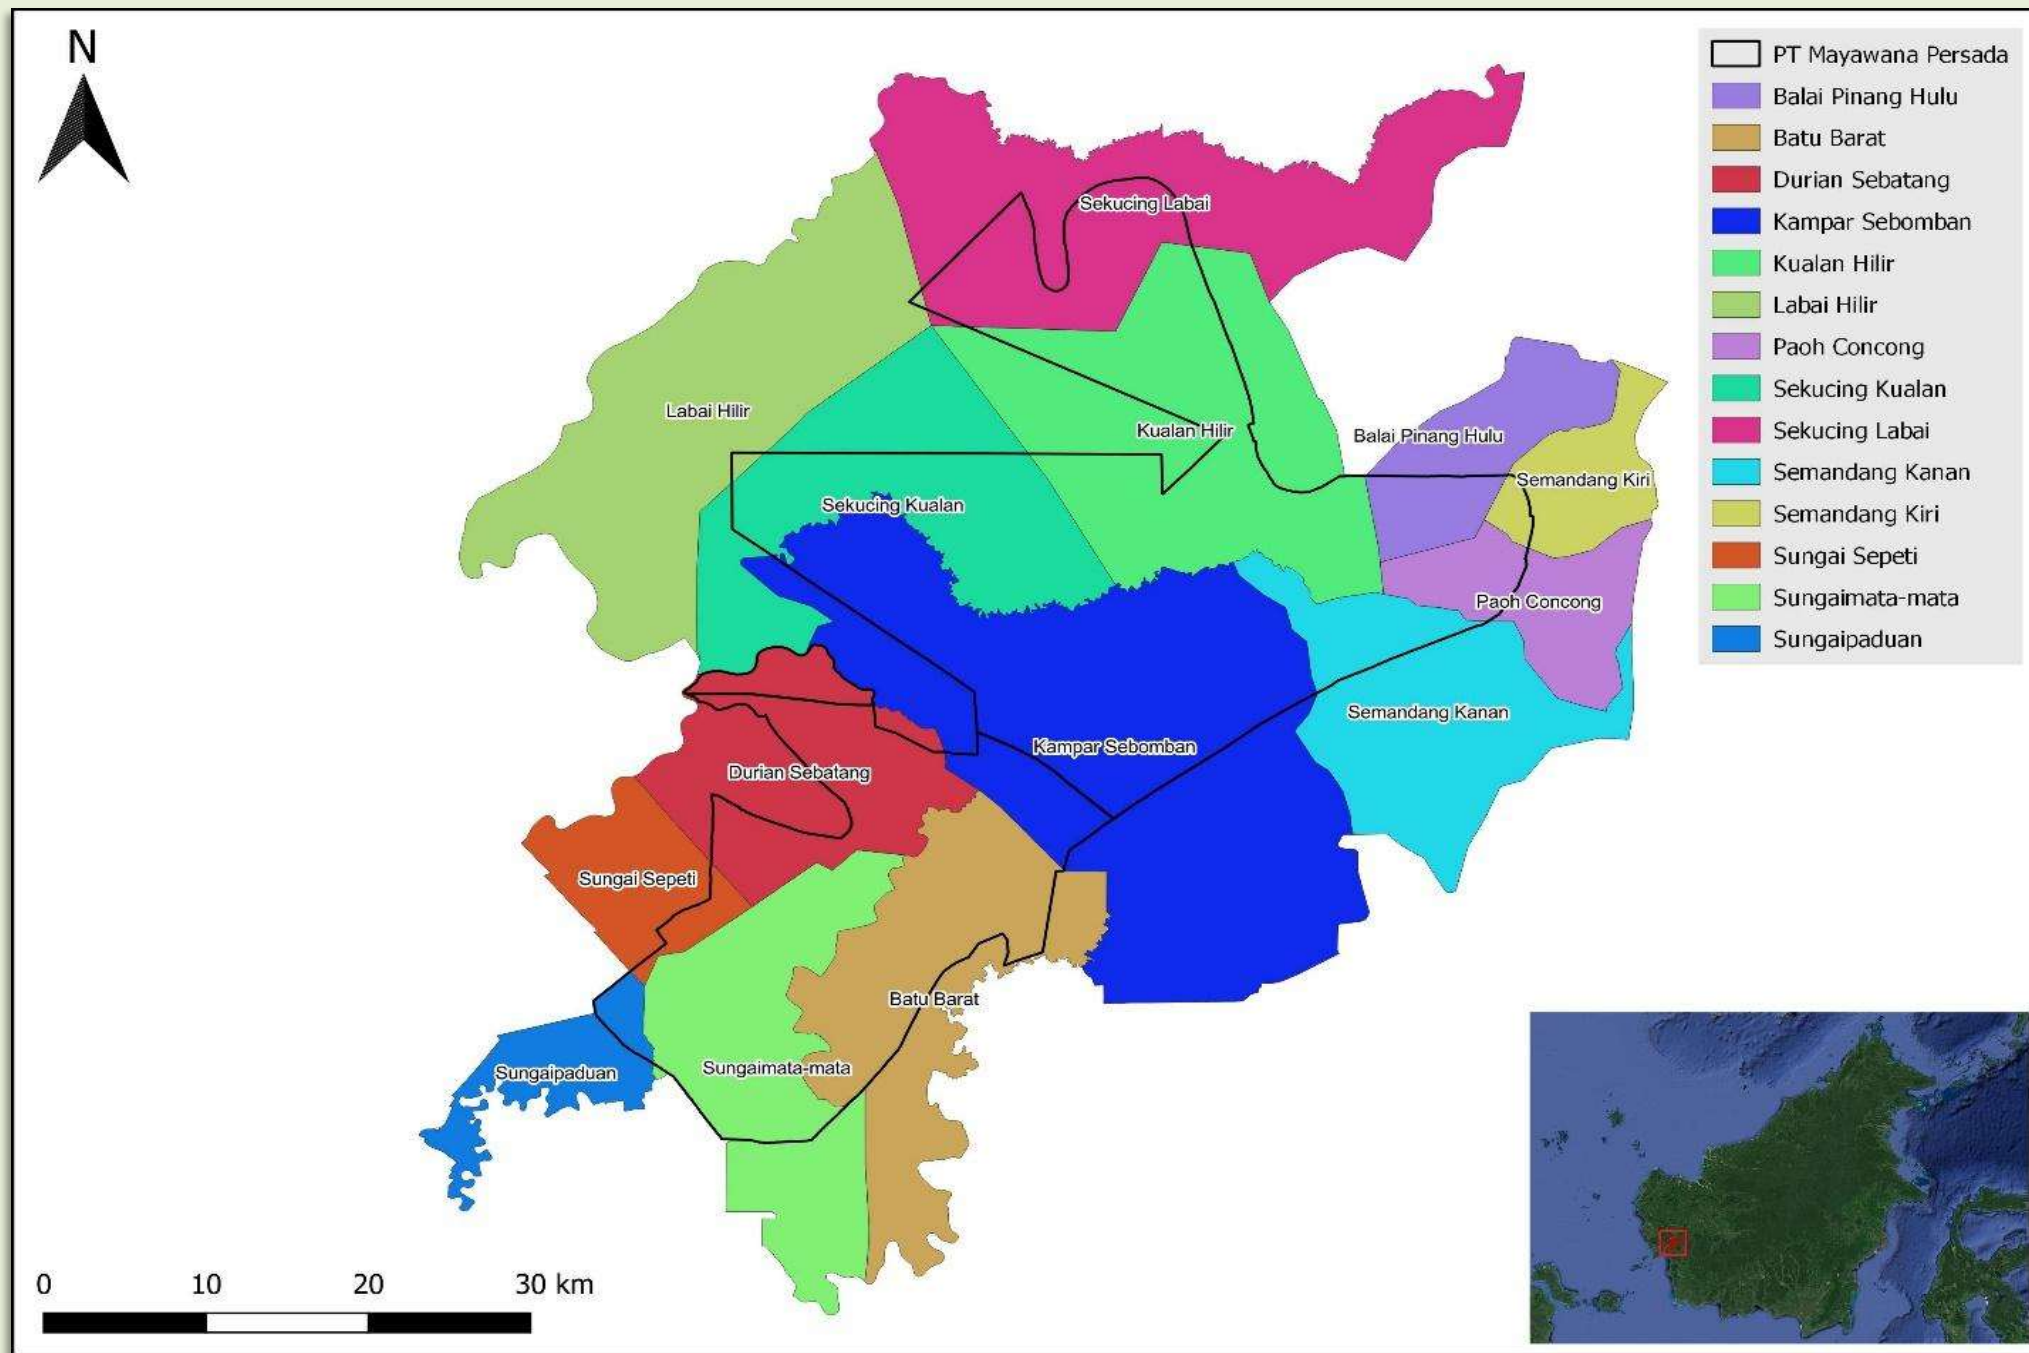 N
PT Mayawana Persada
Balai Pinang Hulu
Batu Barat
Durian Sebatang
Kampar Sebomban
Kualan Hilir
Labai Hilir
Paoh Concong
Sekucing Kualan
Sekucing Labai
Semandang Kanan
Semandang Kiri
Sungai Sepeti
Sungaimata-mata
Sungaipaduan
Sekucing Labai
Labai Hilir
Kualan Hilir
Balai Pinang Hulu
Semandang Kiri
Sekucing Kualan
Paoh Concong
Semandang Kanan
Kampar Sebomban
Durian Sebatang
Sungai Sepeti
Batu Barat
Sungaimata-mata
Sungaipaduan
0 10 20 30 km